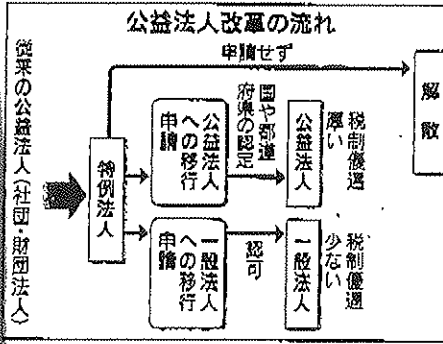 公益法人改革の流れ
申請せず
従来の公益法人(社団・財団法人)
特例法人
公益法人
への移行
申請
国や都道
府県の認定
公益法人
税制優遇
厚い
解散
一般法人
への移行
申請
認可
一般法人
税制優遇
少ない